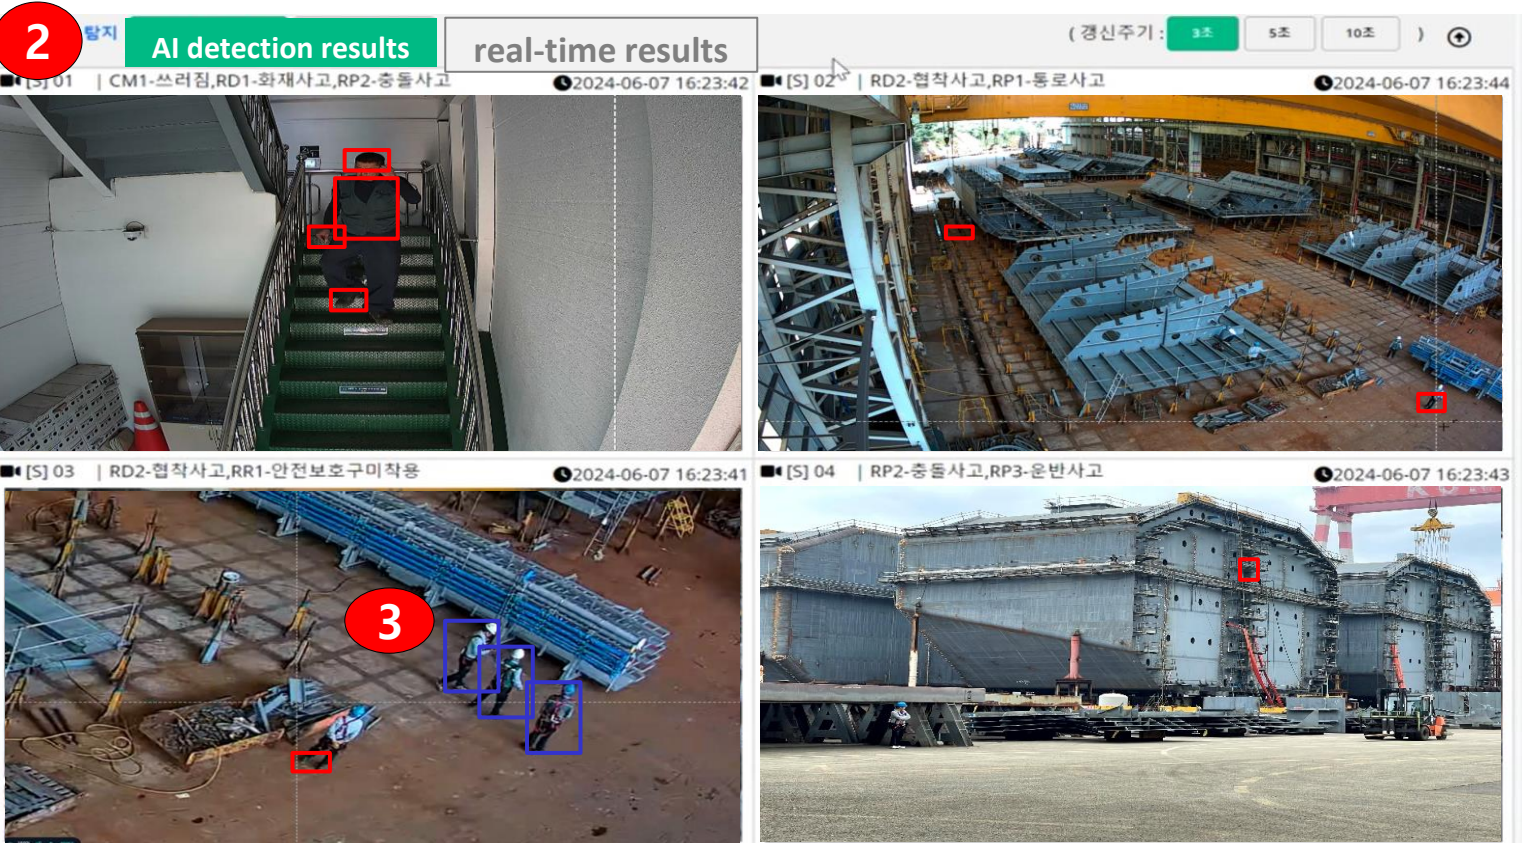 2
탐지
AI detection results
real-time results
( 갱신주기 : 3초 5초 10초 )
[S] 01 | CM1-쓰러짐,RD1-화재사고,RP2-충돌사고 2024-06-07 16:23:42
[S] 02 | RD2-협착사고,RP1-통로사고 2024-06-07 16:23:44
[S] 03 | RD2-협착사고,RR1-안전보호구미착용 2024-06-07 16:23:41
[S] 04 | RP2-충돌사고,RP3-운반사고 2024-06-07 16:23:43
3